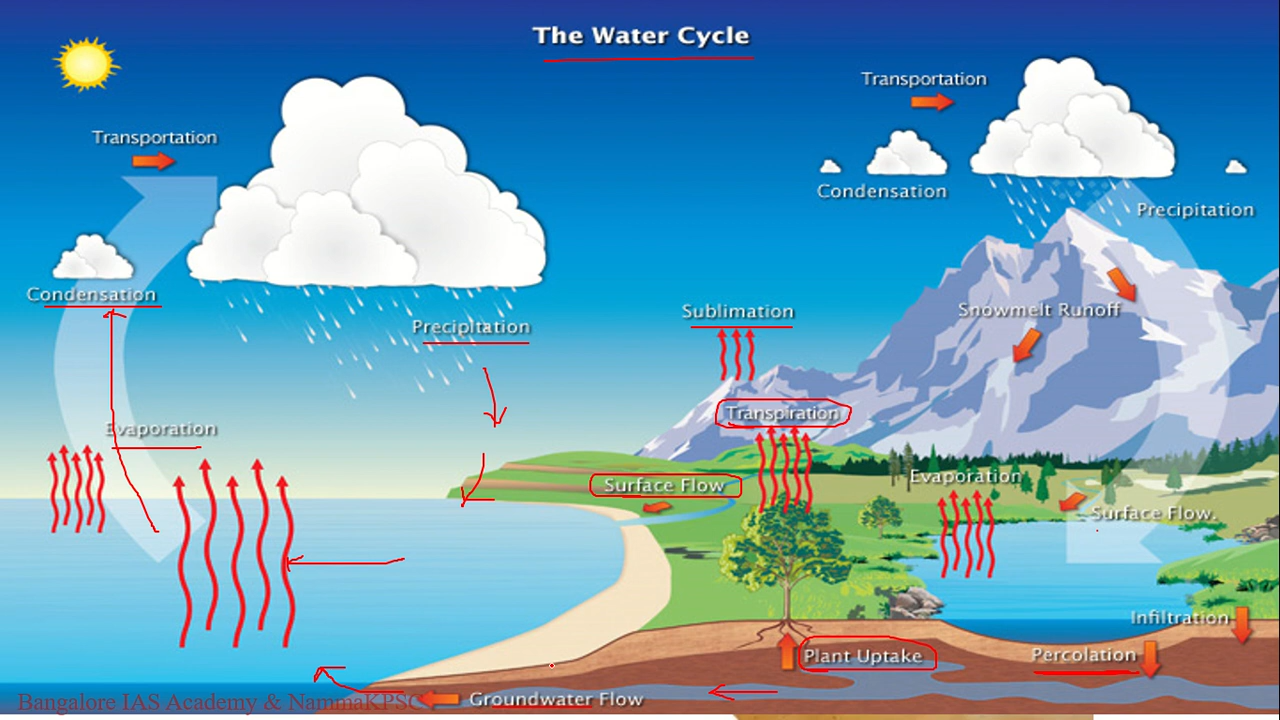 The Water Cycle
Transportation
Transportation
Condensation
Precipitation
Condensation
Precipitation
Sublimation
Snowmelt Runoff
Transpiration
Evaporation
Evaporation
Surface Flow
Surface Flow
Infiltration
Plant Uptake
Percolation
Groundwater Flow
Bangalore IAS Academy & NammaKPSC